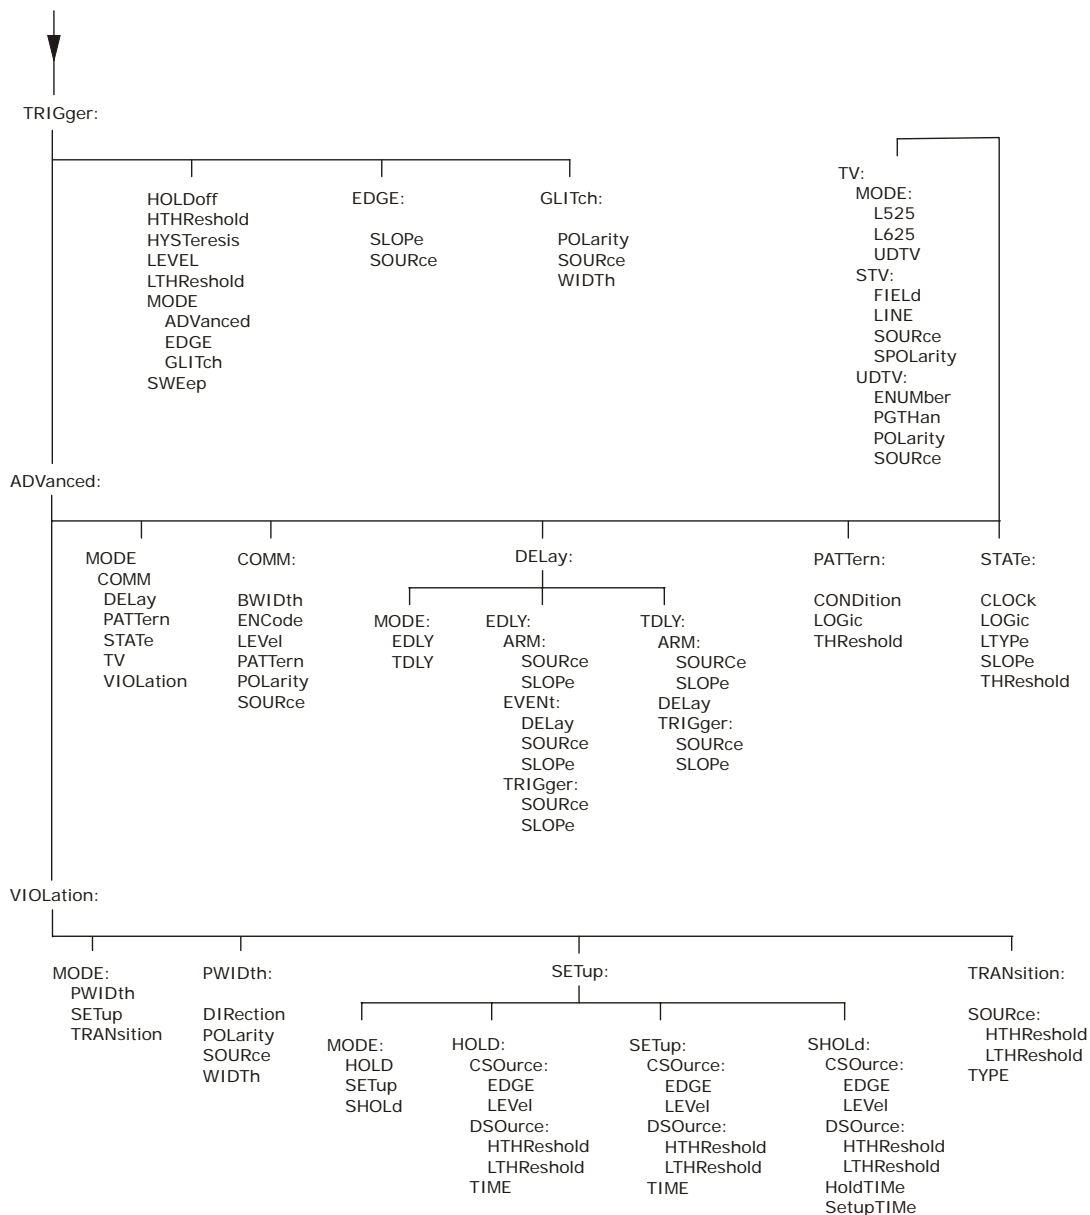 TRIGger:
HOLDoff
HTHReshold
HYSTeresis
LEVEL
LTHReshold
MODE
ADVanced
EDGE
GLITch
SWEep
EDGE:
SLOPe
SOURce
GLITch:
POLarity
SOURce
WIDTh
TV:
MODE:
L525
L625
UDTV
STV:
FIELd
LINE
SOURce
SPOLarity
UDTV:
ENUMber
PGTHan
POLarity
SOURce
ADVanced:
MODE
COMM
DELay
PATTern
STATe
TV
VIOLation
COMM:
BWIDth
ENCode
LEVel
PATTern
POLarity
SOURce
DELay:
MODE:
EDLY
TDLY
EDLY:
ARM:
SOURce
SLOPe
EVENt:
DELay
SOURce
SLOPe
TRIGger:
SOURce
SLOPe
TDLY:
ARM:
SOURCe
SLOPe
DELay
TRIGger:
SOURce
SLOPe
PATTern:
CONDition
LOGic
THReshold
STATe:
CLOCk
LOGic
LTYPe
SLOPe
THReshold
VIOLation:
MODE:
PWIDth
SETup
TRANsition
PWIDth:
DIRection
POLarity
SOURce
WIDTh
SETup:
MODE:
HOLD
SETup
SHOLd
HOLD:
CSOurce:
EDGE
LEVel
DSOurce:
HTHReshold
LTHReshold
TIME
SETup:
CSOurce:
EDGE
LEVel
DSOurce:
HTHReshold
LTHReshold
TIME
SHOLd:
CSOurce:
EDGE
LEVel
DSOurce:
HTHReshold
LTHReshold
HoldTIMe
SetupTIMe
TRANsition:
SOURce:
HTHReshold
LTHReshold
TYPE